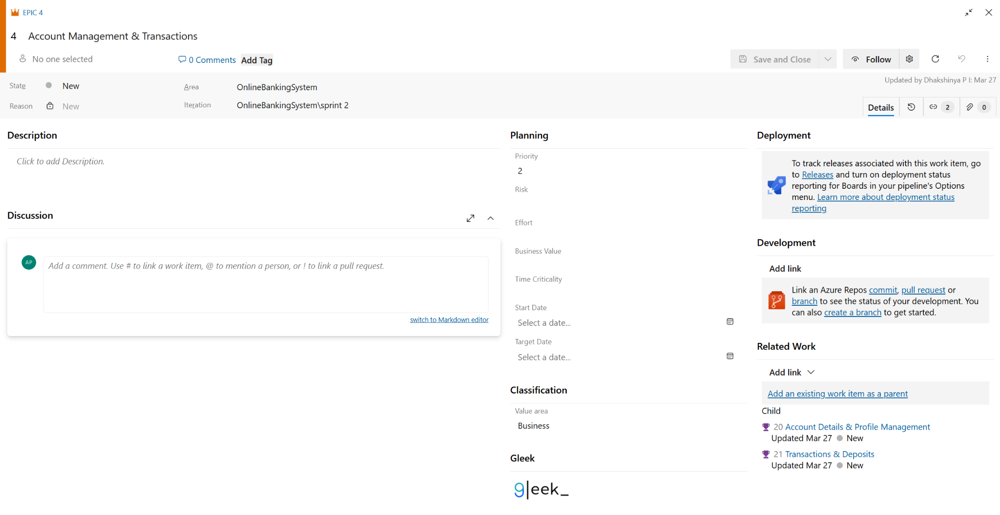 EPIC 4
4 Account Management & Transactions
No one selected
0 Comments
Add Tag
Save and Close
Follow
State
New
Area
OnlineBankingSystem
Updated by Dhakshinya P I: Mar 27
Reason
New
Iteration
OnlineBankingSystem\sprint 2
Details
2
0
Description
Click to add Description.
Discussion
AP
Add a comment. Use # to link a work item, @ to mention a person, or ! to link a pull request.
switch to Markdown editor
Planning
Priority
2
Risk
Effort
Business Value
Time Criticality
Start Date
Select a date...
Target Date
Select a date...
Classification
Value area
Business
Gleek
gleek_
Deployment
To track releases associated with this work item, go
to Releases and turn on deployment status
reporting for Boards in your pipeline's Options
menu. Learn more about deployment status
reporting
Development
Add link
Link an Azure Repos commit, pull request or
branch to see the status of your development. You
can also create a branch to get started.
Related Work
Add link
Add an existing work item as a parent
Child
20 Account Details & Profile Management
Updated Mar 27 New
21 Transactions & Deposits
Updated Mar 27 New